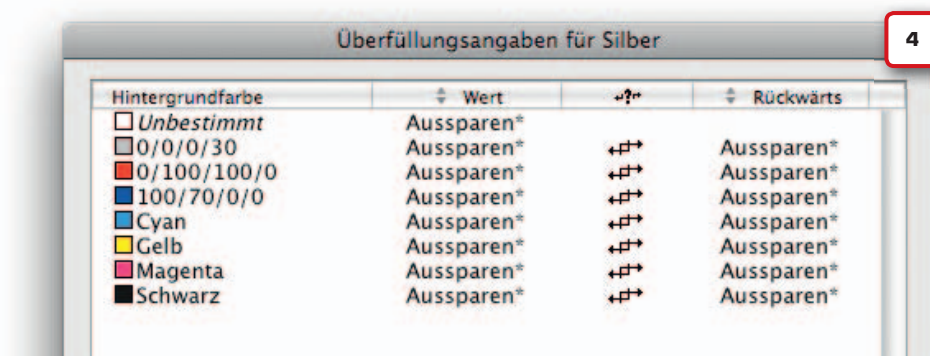 Überfüllungsangaben für Silber
4
Hintergrundfarbe Wert ? Rückwärts
Unbestimmt Aussparen*
0/0/0/30 Aussparen* Aussparen*
0/100/100/0 Aussparen* Aussparen*
100/70/0/0 Aussparen* Aussparen*
Cyan Aussparen* Aussparen*
Gelb Aussparen* Aussparen*
Magenta Aussparen* Aussparen*
Schwarz Aussparen* Aussparen*